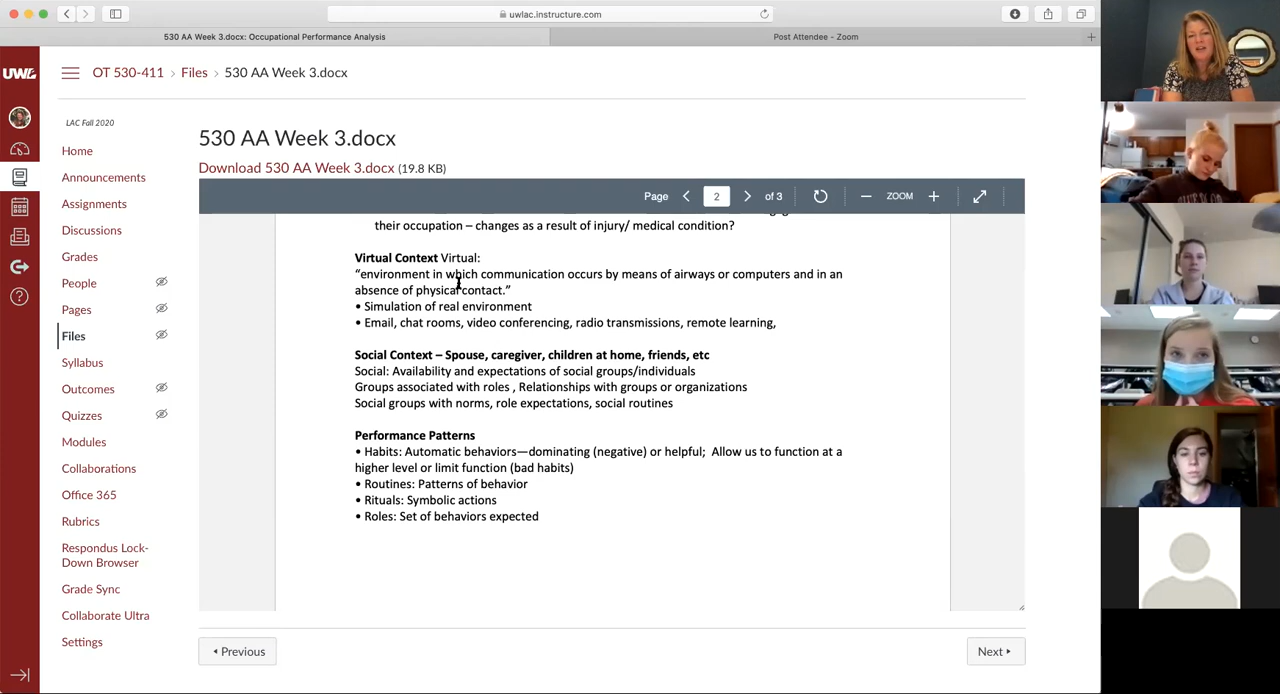 uwlac.instructure.com
530 AA Week 3.docx: Occupational Performance Analysis
Post Attendee - Zoom
UWL
OT 530-411 › Files › 530 AA Week 3.docx
LAC Fall 2020
Home
Announcements
Assignments
Discussions
Grades
People
Pages
Files
Syllabus
Outcomes
Quizzes
Modules
Collaborations
Office 365
Rubrics
Respondus Lock-
Down Browser
Grade Sync
Collaborate Ultra
Settings
530 AA Week 3.docx
Download 530 AA Week 3.docx (19.8 KB)
Page 2 of 3 ZOOM
their occupation – changes as a result of injury/ medical condition?
Virtual Context Virtual:
“environment in which communication occurs by means of airways or computers and in an
absence of physical contact.”
• Simulation of real environment
• Email, chat rooms, video conferencing, radio transmissions, remote learning,
Social Context – Spouse, caregiver, children at home, friends, etc
Social: Availability and expectations of social groups/individuals
Groups associated with roles , Relationships with groups or organizations
Social groups with norms, role expectations, social routines
Performance Patterns
• Habits: Automatic behaviors—dominating (negative) or helpful; Allow us to function at a
higher level or limit function (bad habits)
• Routines: Patterns of behavior
• Rituals: Symbolic actions
• Roles: Set of behaviors expected
Previous
Next